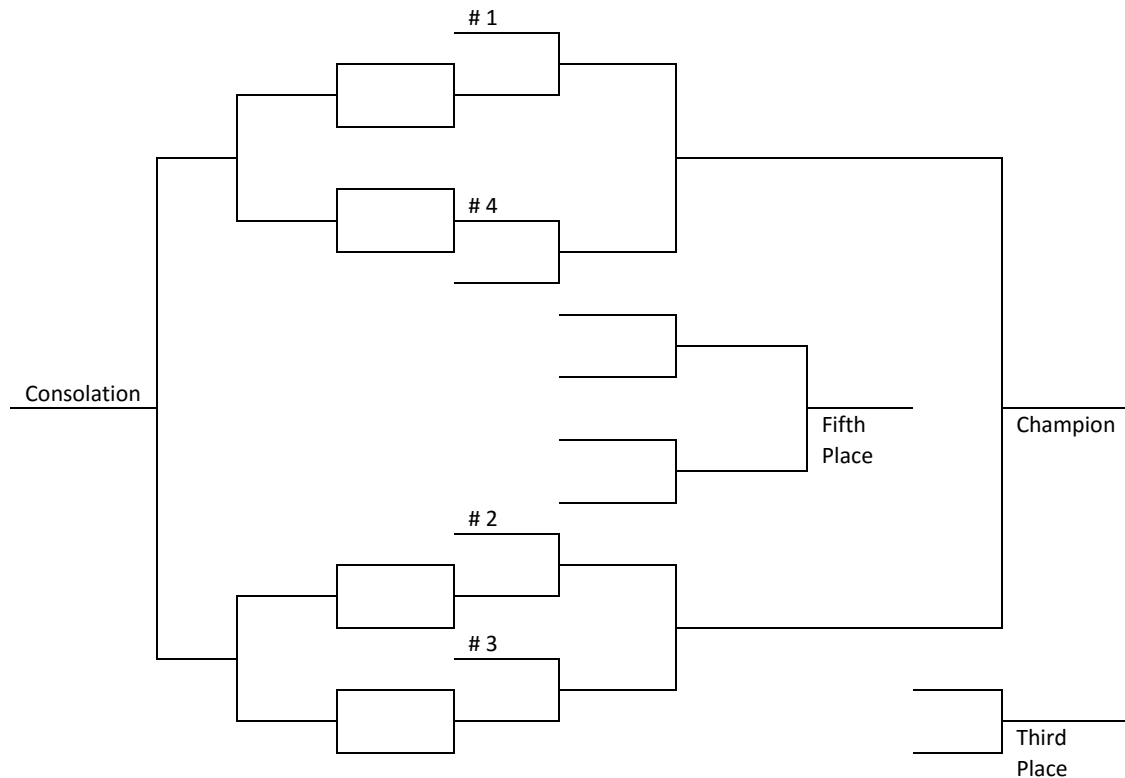 # 1
# 4
Consolation
Fifth
Place
Champion
# 2
# 3
Third
Place